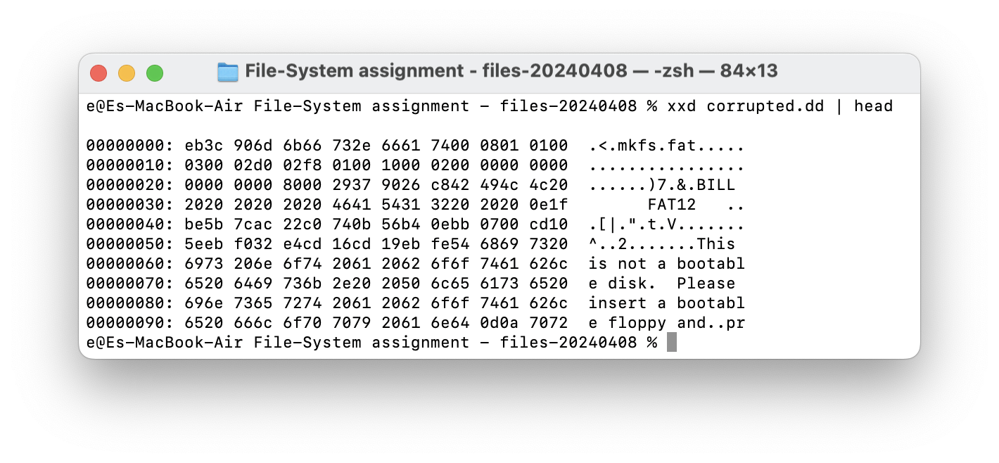 File-System assignment - files-20240408 — -zsh — 84×13
e@Es-MacBook-Air File-System assignment - files-20240408 % xxd corrupted.dd | head
00000000: eb3c 906d 6b66 732e 6661 7400 0801 0100  .<.mkfs.fat.....
00000010: 0300 02d0 02f8 0100 1000 0200 0000 0000  ................
00000020: 0000 0000 8000 2937 9026 c842 494c 4c20  ......)7.&.BILL
00000030: 2020 2020 2020 4641 5431 3220 2020 0e1f        FAT12   ..
00000040: be5b 7cac 22c0 740b 56b4 0ebb 0700 cd10  .[|.".t.V.......
00000050: 5eeb f032 e4cd 16cd 19eb fe54 6869 7320  ^..2.......This
00000060: 6973 206e 6f74 2061 2062 6f6f 7461 626c  is not a bootabl
00000070: 6520 6469 736b 2e20 2050 6c65 6173 6520  e disk.  Please
00000080: 696e 7365 7274 2061 2062 6f6f 7461 626c  insert a bootabl
00000090: 6520 666c 6f70 7079 2061 6e64 0d0a 7072  e floppy and..pr
e@Es-MacBook-Air File-System assignment - files-20240408 %